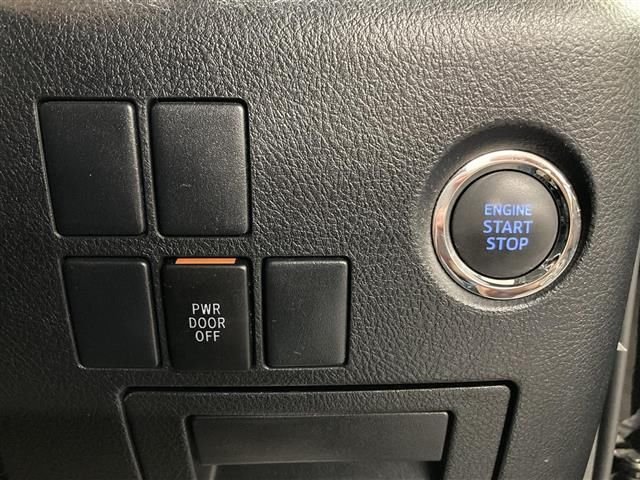 ENGINE
START
STOP
PWR
DOOR
OFF